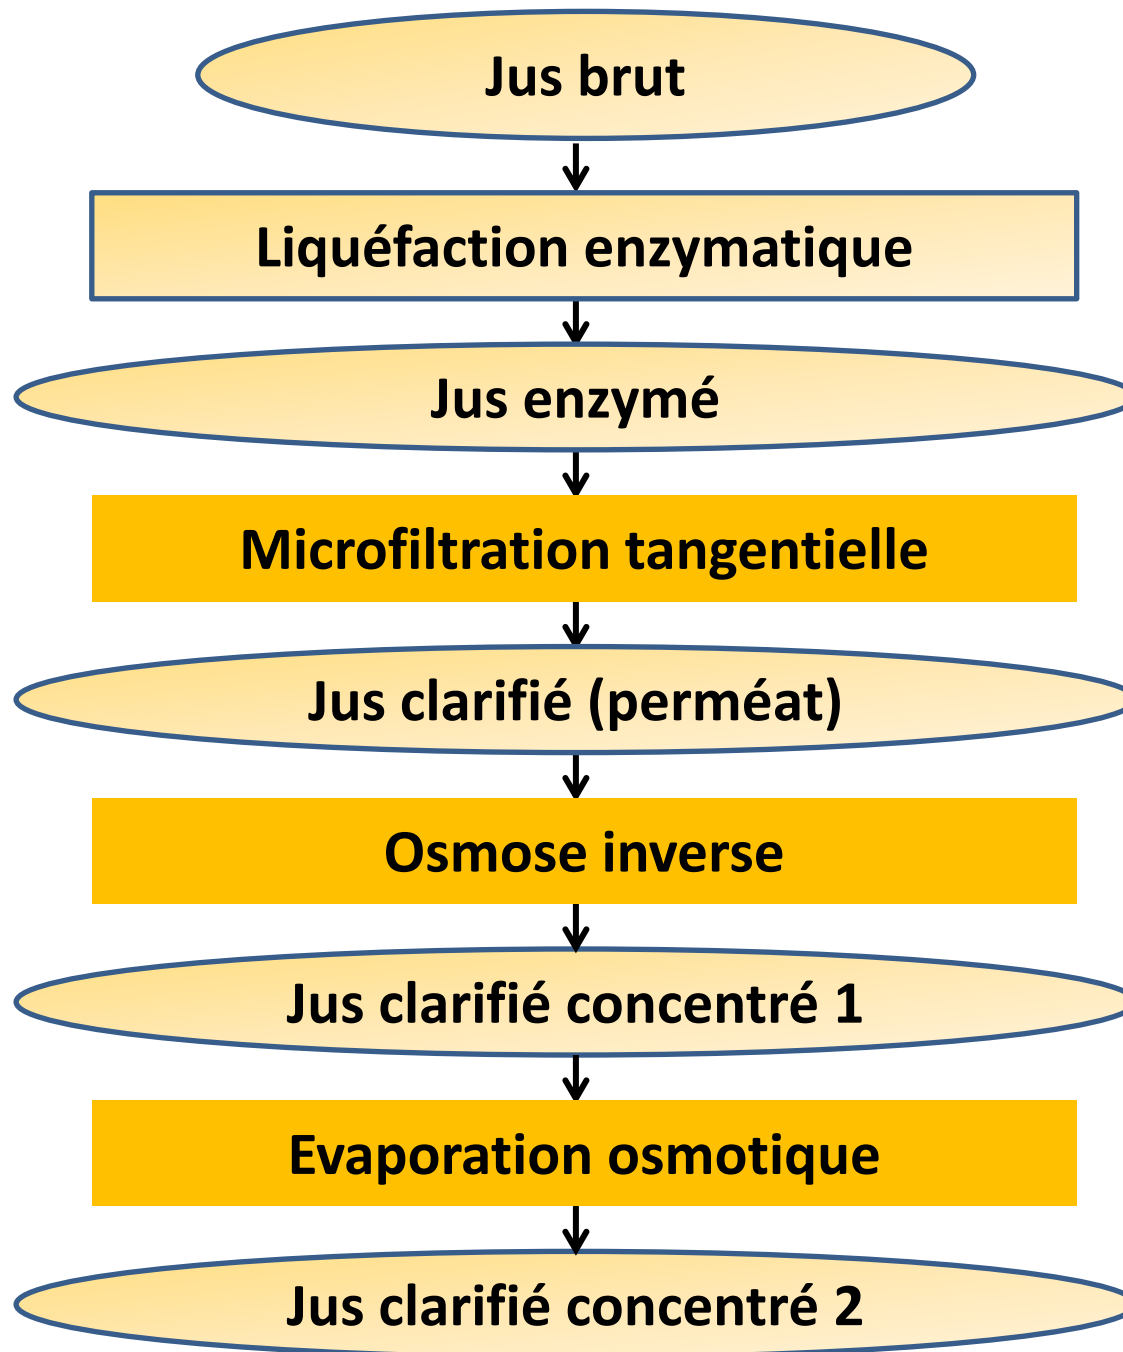 Jus brut
Liquéfaction enzymatique
Jus enzymé
Microfiltration tangentielle
Jus clarifié (perméat)
Osmose inverse
Jus clarifié concentré 1
Evaporation osmotique
Jus clarifié concentré 2